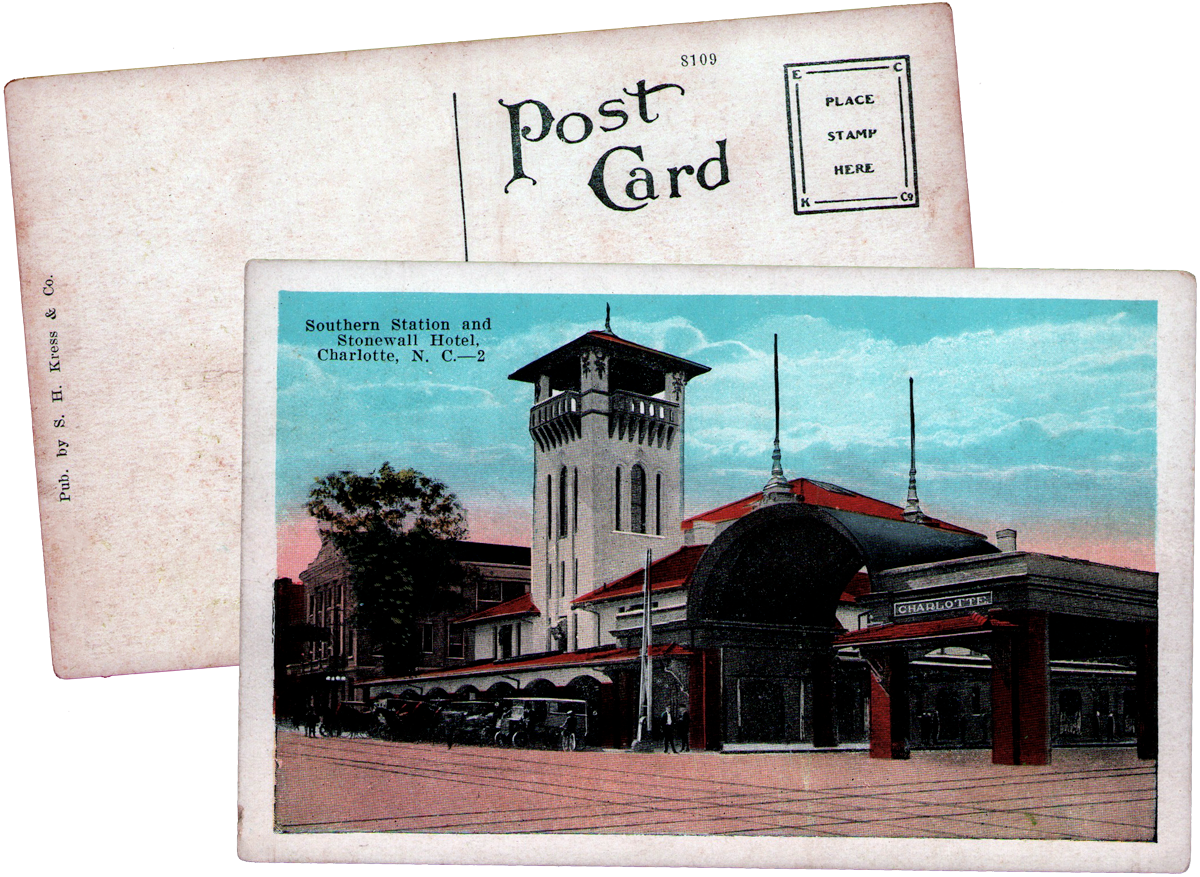 8109
Post
Card
E C
PLACE
STAMP
HERE
K Co
Pub. by S. H. Kress & Co.
Southern Station and
Stonewall Hotel,
Charlotte, N. C.—2
CHARLOTTE